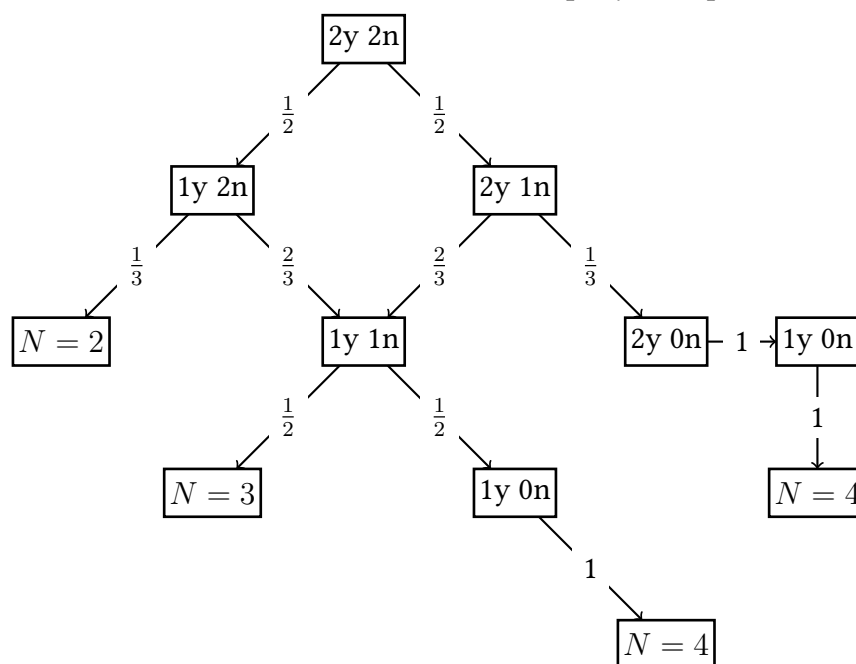 2y 2n
1/2 1/2
1y 2n 2y 1n
1/3 2/3 2/3 1/3
N = 2 1y 1n 2y 0n 1 1y 0n
1/2 1/2 1
N = 3 1y 0n N = 4
1
N = 4